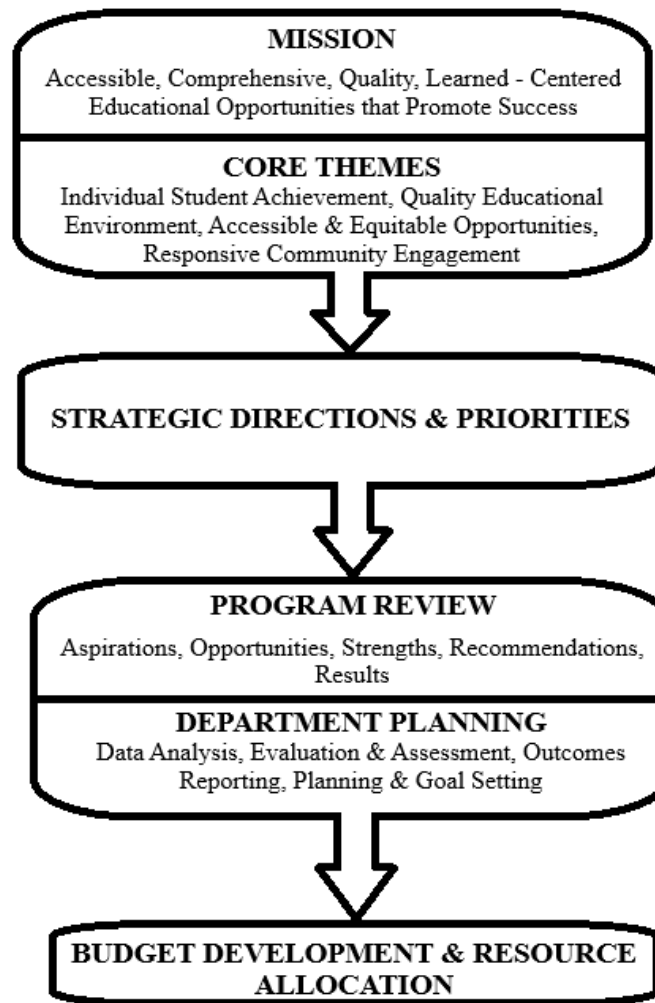 MISSION
Accessible, Comprehensive, Quality, Learned - Centered
Educational Opportunities that Promote Success
CORE THEMES
Individual Student Achievement, Quality Educational
Environment, Accessible & Equitable Opportunities,
Responsive Community Engagement
STRATEGIC DIRECTIONS & PRIORITIES
PROGRAM REVIEW
Aspirations, Opportunities, Strengths, Recommendations,
Results
DEPARTMENT PLANNING
Data Analysis, Evaluation & Assessment, Outcomes
Reporting, Planning & Goal Setting
BUDGET DEVELOPMENT & RESOURCE
ALLOCATION